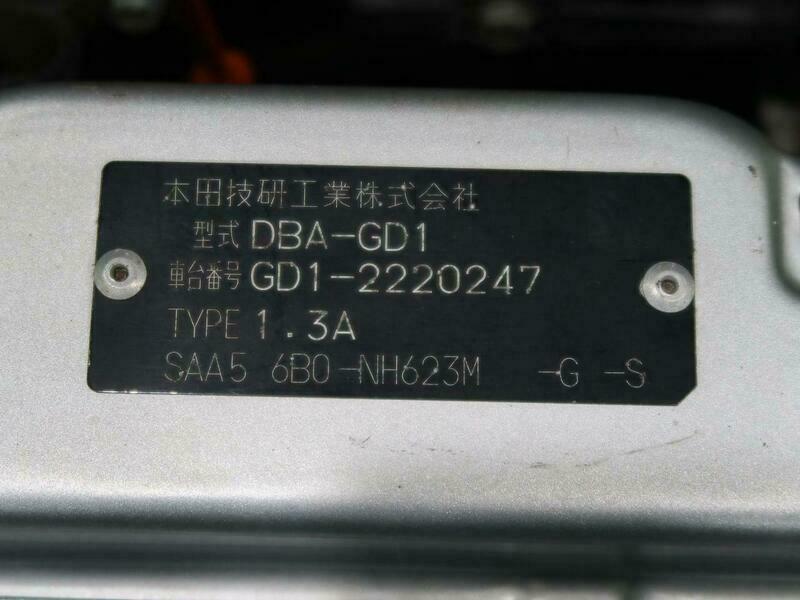 本田技研工業株式会社
型式 DBA-GD1
車台番号 GD1-2220247
TYPE 1.3A
SAA5 6B0-NH623M -G -S